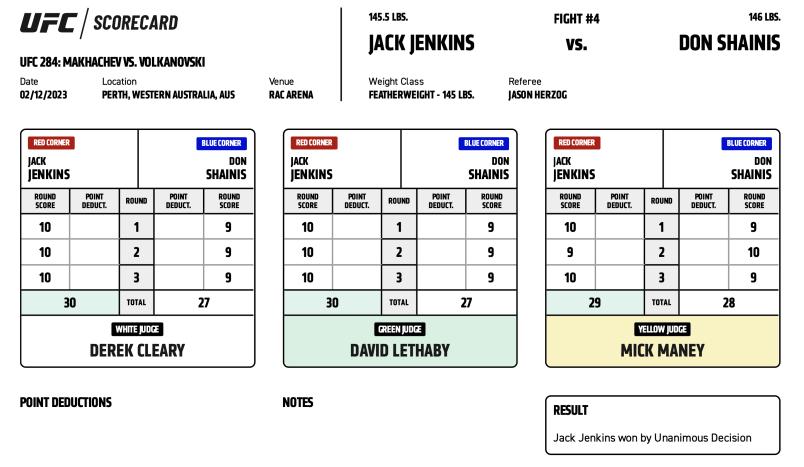 UFC / SCORECARD
UFC 284: MAKHACHEV VS. VOLKANOVSKI
Date Location Venue
02/12/2023 PERTH, WESTERN AUSTRALIA, AUS RAC ARENA
145.5 LBS. FIGHT #4 146 LBS.
JACK JENKINS VS. DON SHAINIS
Weight Class Referee
FEATHERWEIGHT - 145 LBS. JASON HERZOG
RED CORNER BLUE CORNER
JACK DON
JENKINS SHAINIS
ROUND SCORE POINT DEDUCT. ROUND POINT DEDUCT. ROUND SCORE
10 1 9
10 2 9
10 3 9
30 TOTAL 27
WHITE JUDGE
DEREK CLEARY
RED CORNER BLUE CORNER
JACK DON
JENKINS SHAINIS
ROUND SCORE POINT DEDUCT. ROUND POINT DEDUCT. ROUND SCORE
10 1 9
10 2 9
10 3 9
30 TOTAL 27
GREEN JUDGE
DAVID LETHABY
RED CORNER BLUE CORNER
JACK DON
JENKINS SHAINIS
ROUND SCORE POINT DEDUCT. ROUND POINT DEDUCT. ROUND SCORE
10 1 9
9 2 10
10 3 9
29 TOTAL 28
YELLOW JUDGE
MICK MANEY
POINT DEDUCTIONS
NOTES
RESULT
Jack Jenkins won by Unanimous Decision